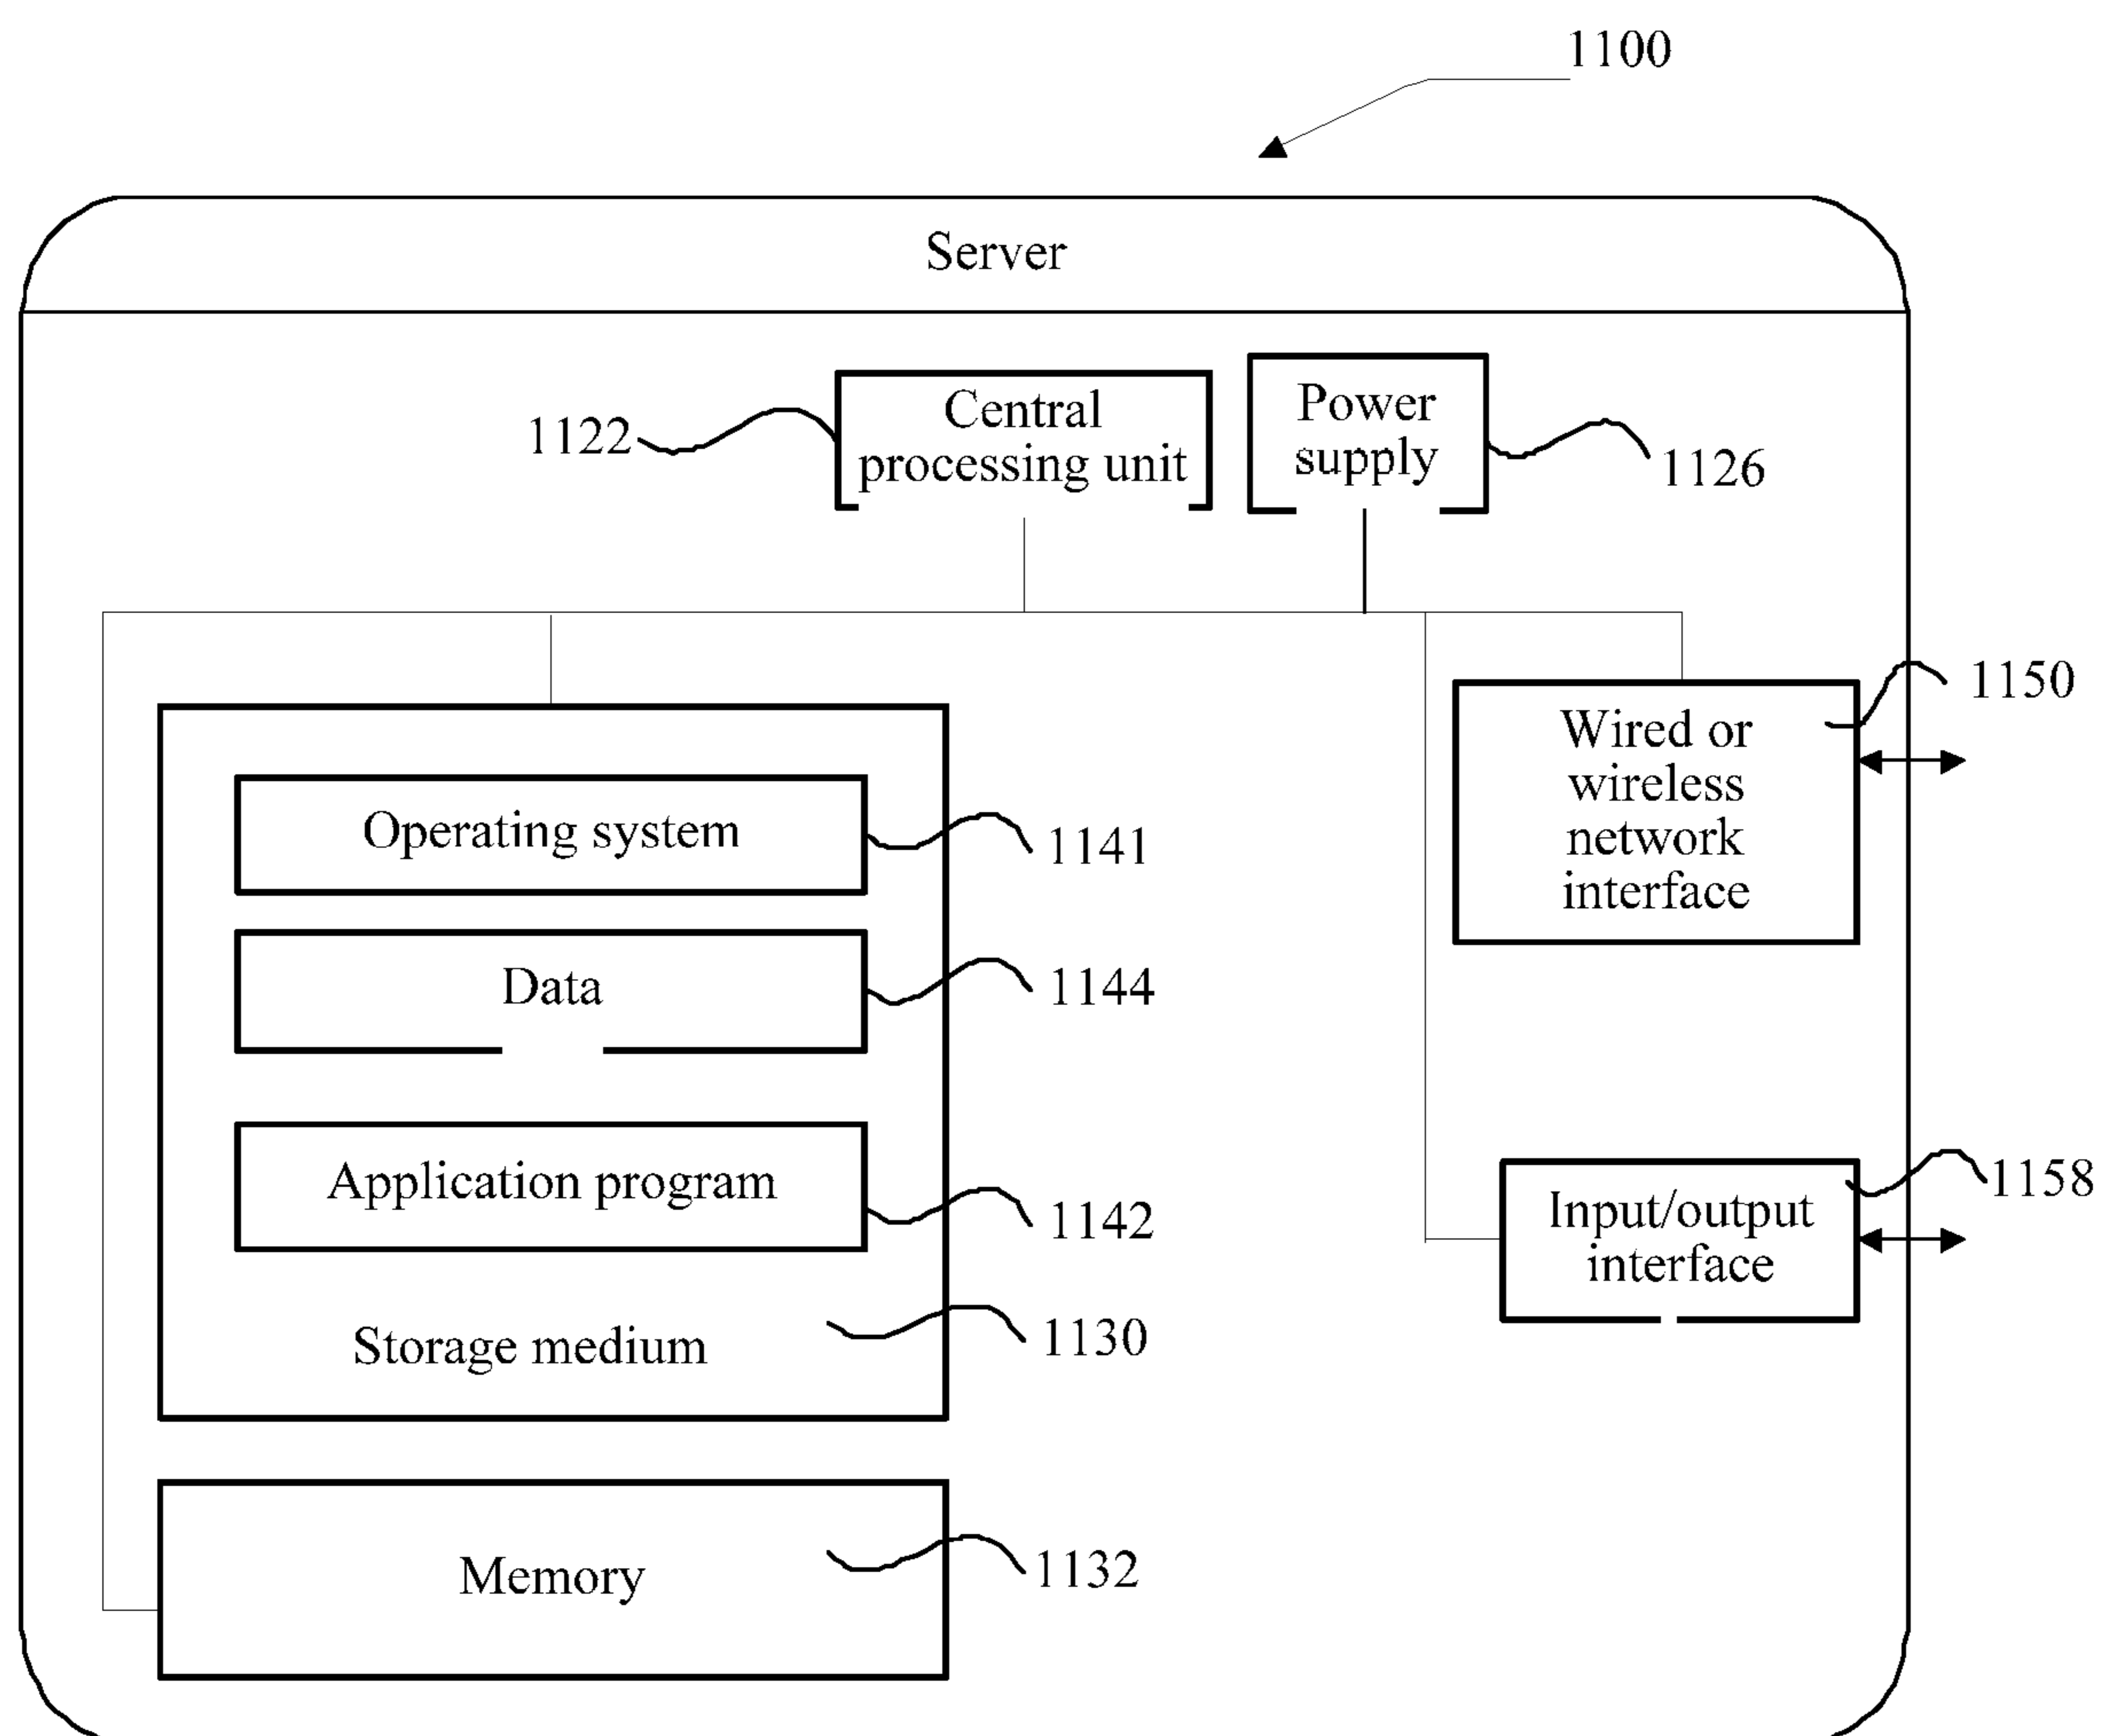 1100
Server
Central
processing unit
1122
Power
supply
1126
Wired or
wireless
network
interface
1150
Operating system
1141
Data
1144
Application program
1142
Storage medium
1130
Input/output
interface
1158
Memory
1132